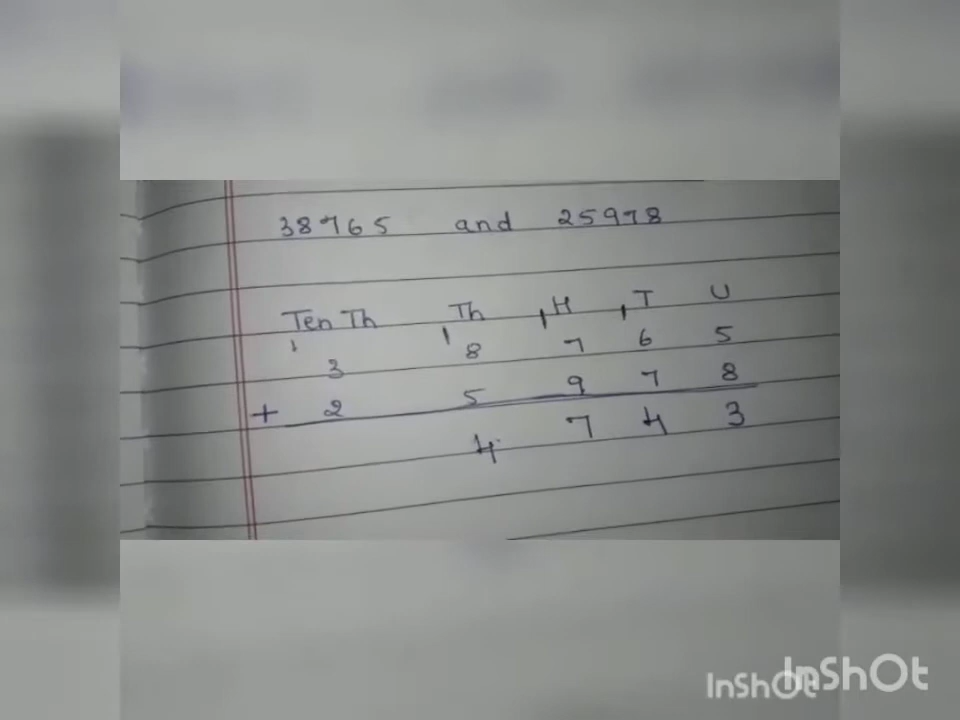 38765 and 25978
Ten Th Th H T U
1 1 1 1
3 8 7 6 5
+ 2 5 9 7 8
4 7 4 3
InShOt
InShOt